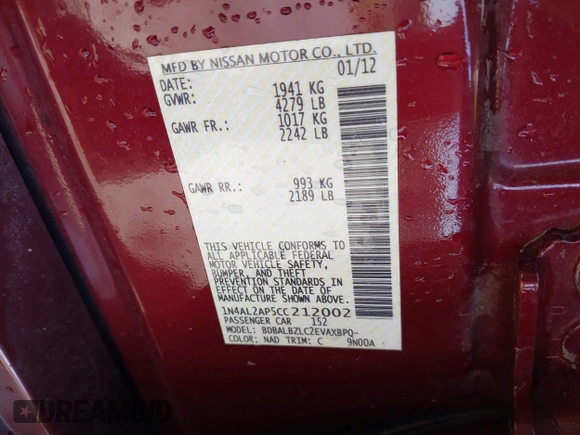 MFD BY NISSAN MOTOR CO., LTD.
DATE: 01/12
GVWR: 1941 KG
4279 LB
GAWR FR.: 1017 KG
2242 LB
GAWR RR.: 993 KG
2189 LB
THIS VEHICLE CONFORMS TO
ALL APPLICABLE FEDERAL
MOTOR VEHICLE SAFETY,
BUMPER, AND THEFT
PREVENTION STANDARDS IN
EFFECT ON THE DATE OF
MANUFACTURE SHOWN ABOVE.
1N4AL2AP5CC212002
PASSENGER CAR 152
MODEL: BDBALBZLC2EVAXBPQ-
COLOR: NAD TRIM: C 9N00A
DREAMBID